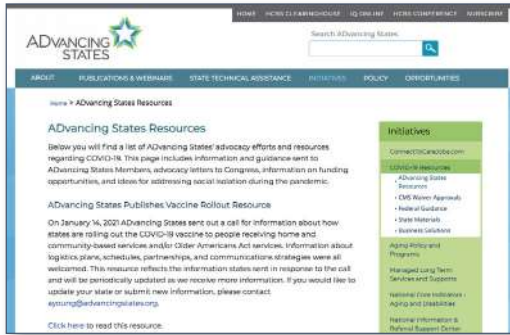 HOME HCBS CLEARINGHOUSE IQ ONLINE HCBS CONFERENCE SUBSCRIBE
ADVANCING
STATES
Search ADvancing States
ABOUT PUBLICATIONS & WEBINARS STATE TECHNICAL ASSISTANCE INITIATIVES POLICY OPPORTUNITIES
Home > ADvancing States Resources
ADvancing States Resources
Below you will find a list of ADvancing States' advocacy efforts and resources
regarding COVID-19. This page includes information and guidance sent to
ADvancing States Members, advocacy letters to Congress, information on funding
opportunities, and ideas for addressing social isolation during the pandemic.
ADvancing States Publishes Vaccine Rollout Resource
On January 14, 2021 ADvancing States sent out a call for information about how
states are rolling out the COVID-19 vaccine to people receiving home and
community-based services and/or Older Americans Act services. Information about
logistics plans, schedules, partnerships, and communications strategies were all
welcomed. This resource reflects the information states sent in response to the call
and will be periodically updated as we receive more information. If you would like to
update your state or submit new information, please contact
ayoung@advancingstates.org.
Click here to read this resource.
Initiatives
ConnectToCareJobs.com
COVID-19 Resources
• ADvancing States
Resources
• CMS Waiver Approvals
• Federal Guidance
• State Materials
• Business Solutions
Aging Policy and
Programs
Managed Long Term
Services and Supports
National Core Indicators -
Aging and Disabilities
National Information &
Referral Support Center